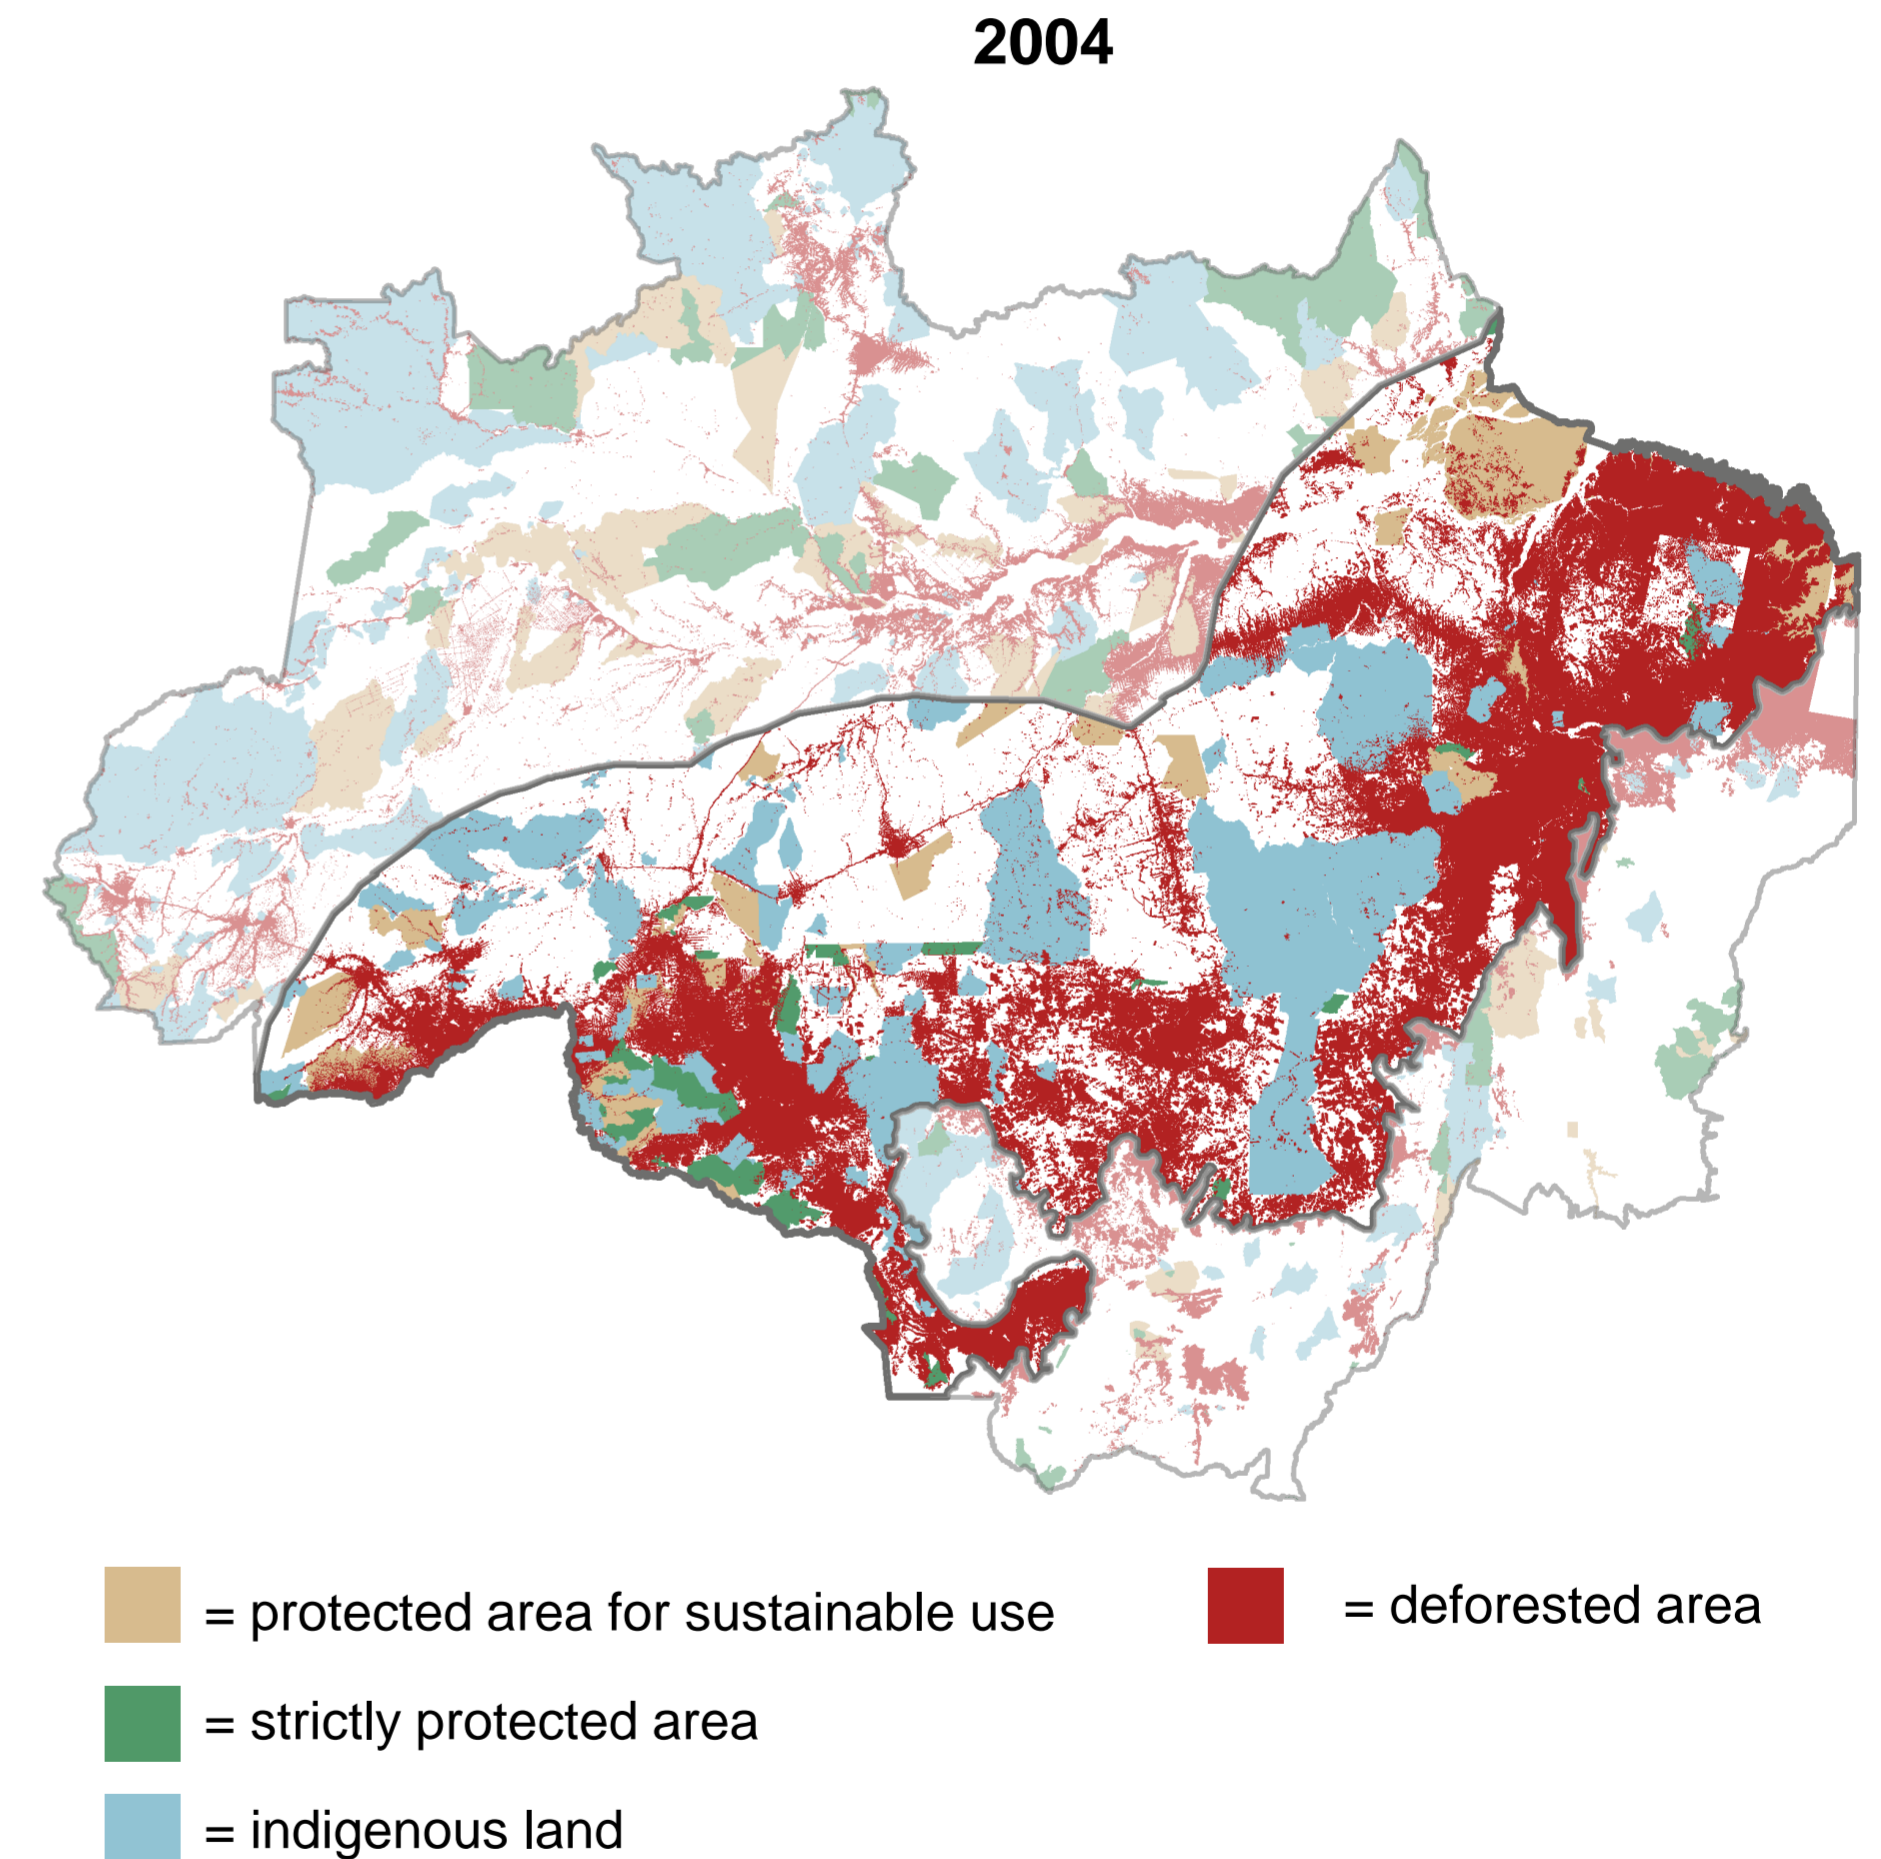 2004
= protected area for sustainable use
= deforested area
= strictly protected area
= indigenous land